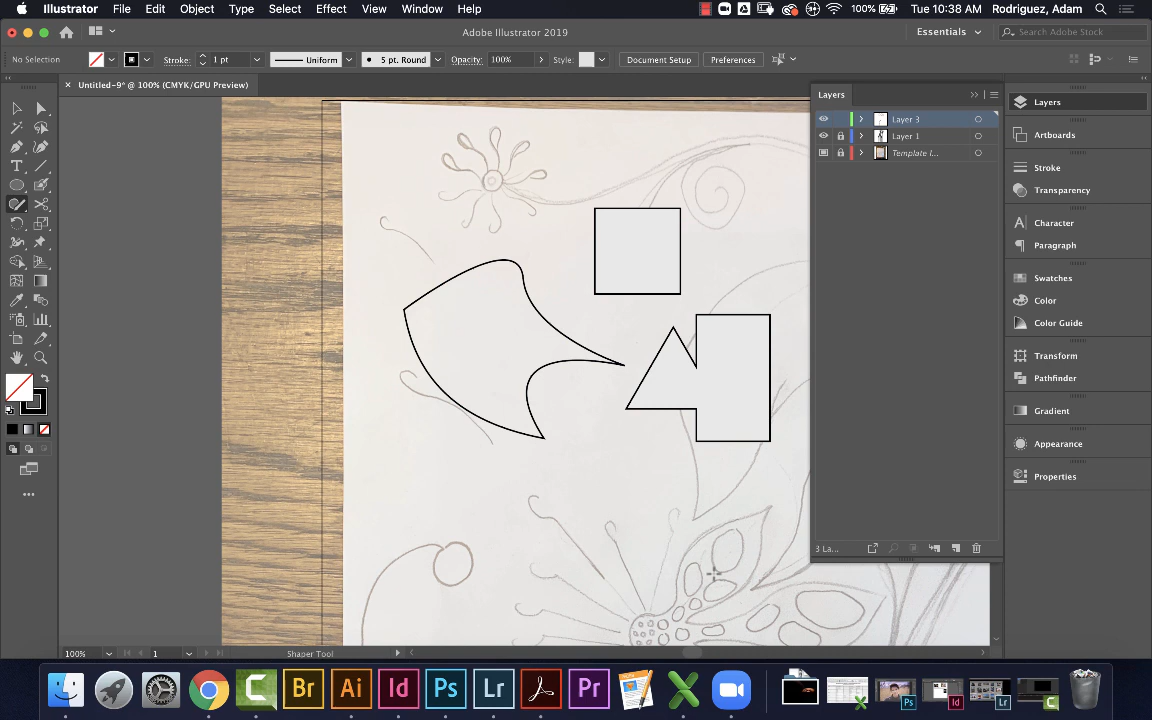 Illustrator File Edit Object Type Select Effect View Window Help 100% Tue 10:38 AM Rodriguez, Adam
Adobe Illustrator 2019 Essentials Search Adobe Stock
No Selection Stroke: 1 pt Uniform 5 pt. Round Opacity: 100% Style: Document Setup Preferences
× Untitled-9* @ 100% (CMYK/GPU Preview)
Layers
Layer 3
Layer 1
Template l...
3 La...
Layers
Artboards
Stroke
Transparency
Character
Paragraph
Swatches
Color
Color Guide
Transform
Pathfinder
Gradient
Appearance
Properties
100% 1 Shaper Tool
Br Ai Id Ps Lr Pr
Ps Id Lr